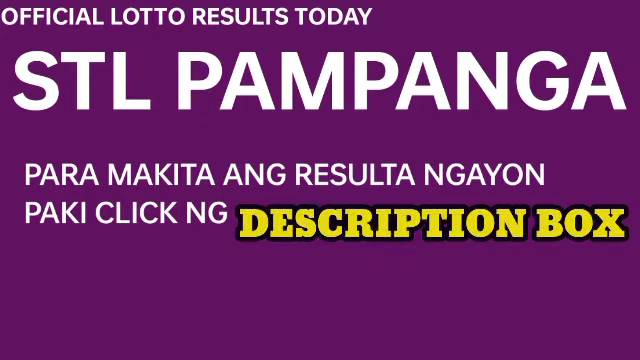 OFFICIAL LOTTO RESULTS TODAY
STL PAMPANGA
PARA MAKITA ANG RESULTA NGAYON
PAKI CLICK NG DESCRIPTION BOX